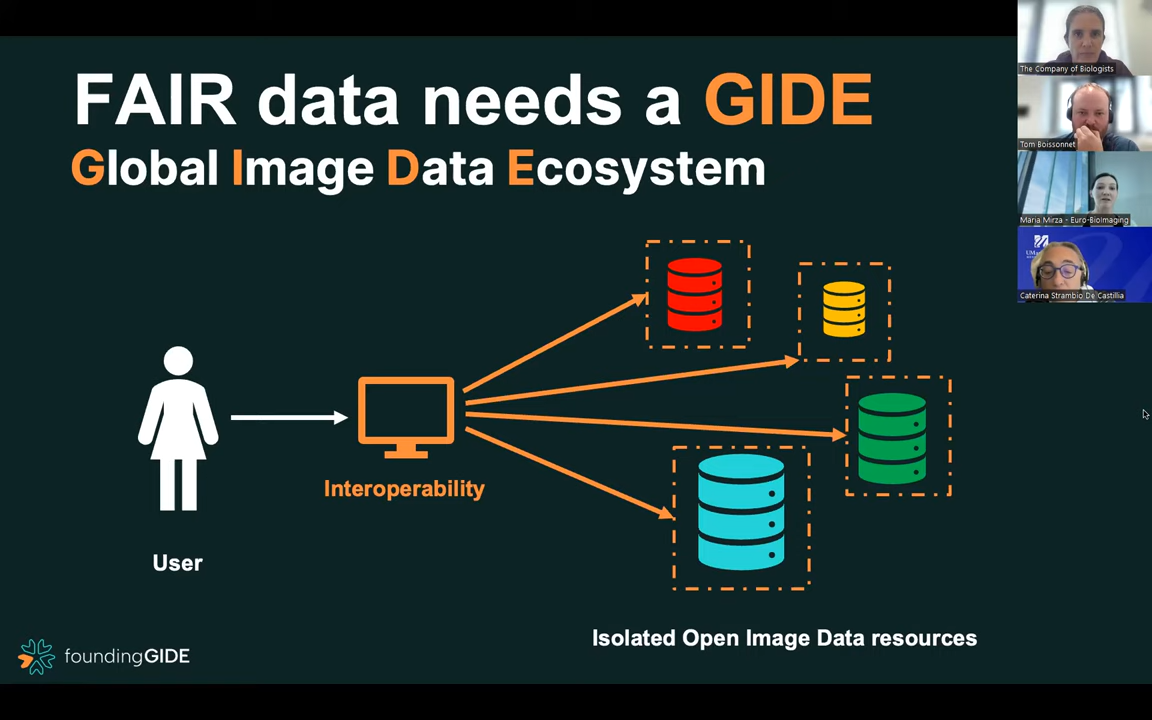 FAIR data needs a GIDE
Global Image Data Ecosystem
Interoperability
User
Isolated Open Image Data resources
foundingGIDE
The Company of Biologists
Tom Boissonnet
Maria Mirza - Euro-BioImaging
Caterina Strambio De Castillia